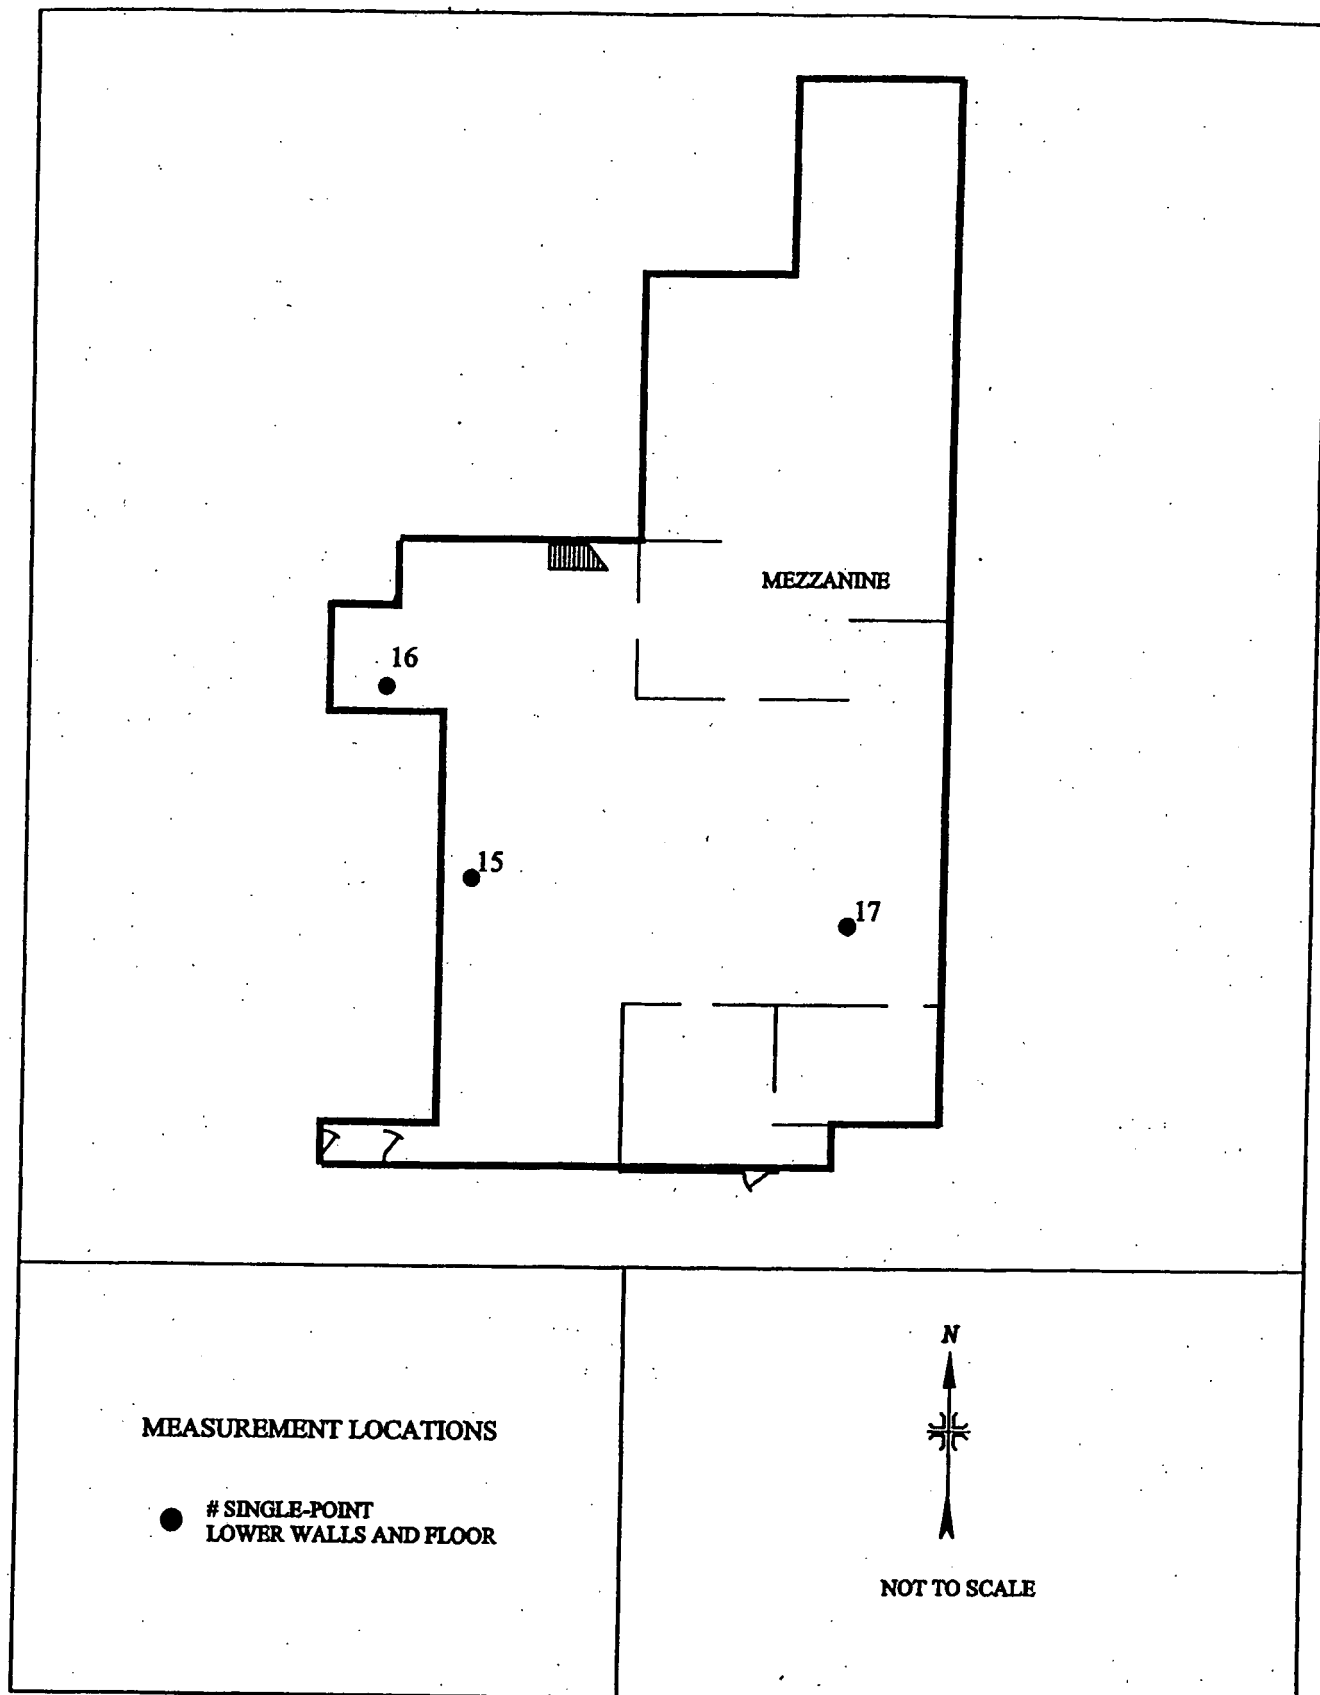 MEZZANINE
16
15
17
MEASUREMENT LOCATIONS
# SINGLE-POINT
LOWER WALLS AND FLOOR
N
NOT TO SCALE